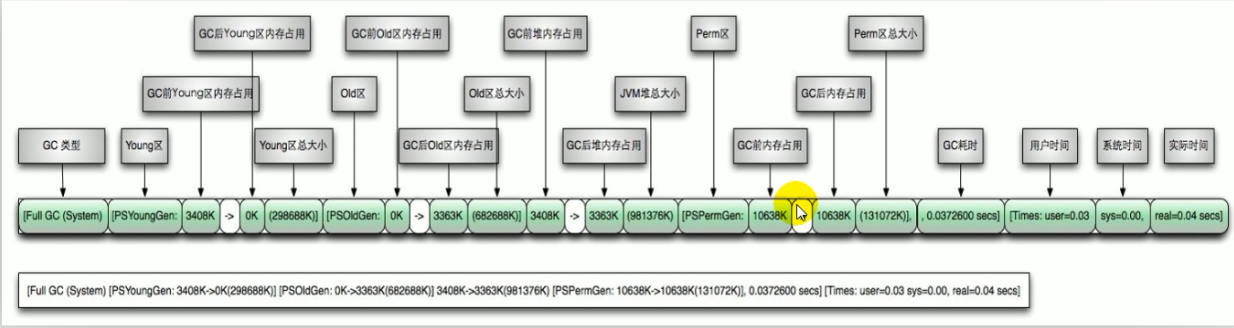 GC后Young区内存占用 GC前Old区内存占用 GC前堆内存占用 Perm区 Perm区总大小
GC前Young区内存占用 Old区 Old区总大小 JVM堆总大小 GC后内存占用
GC 类型 Young区 Young区总大小 GC后Old区内存占用 GC后堆内存占用 GC前内存占用 GC耗时 用户时间 系统时间 实际时间
[Full GC (System) [PSYoungGen: 3408K -> 0K (298688K)] [PSOldGen: 0K -> 3363K (682688K)] 3408K -> 3363K (981376K) [PSPermGen: 10638K 10638K (131072K)], , 0.0372600 secs] [Times: user=0.03 sys=0.00, real=0.04 secs]
[Full GC (System) [PSYoungGen: 3408K->0K(298688K)] [PSOldGen: 0K->3363K(682688K)] 3408K->3363K(981376K) [PSPermGen: 10638K->10638K(131072K)], 0.0372600 secs] [Times: user=0.03 sys=0.00, real=0.04 secs]